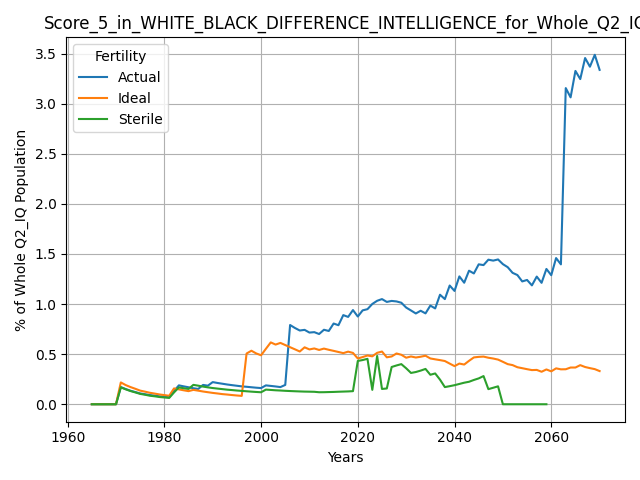 Score_5_in_WHITE_BLACK_DIFFERENCE_INTELLIGENCE_for_Whole_Q2_IQ
Fertility
Actual
Ideal
Sterile
% of Whole Q2_IQ Population
3.5
3.0
2.5
2.0
1.5
1.0
0.5
0.0
1960 1980 2000 2020 2040 2060
Years